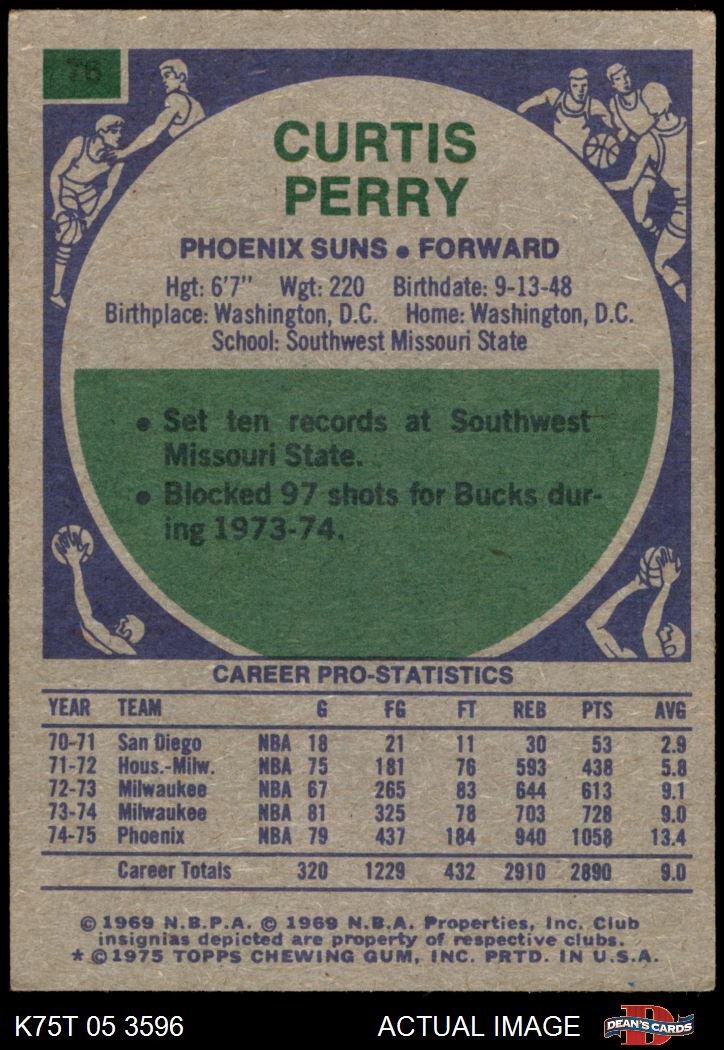 76
CURTIS
PERRY
PHOENIX SUNS • FORWARD
Hgt: 6'7" Wgt: 220 Birthdate: 9-13-48
Birthplace: Washington, D.C. Home: Washington, D.C.
School: Southwest Missouri State
• Set ten records at Southwest
Missouri State.
• Blocked 97 shots for Bucks dur-
ing 1973-74.
CAREER PRO-STATISTICS
YEAR TEAM G FG FT REB PTS AVG
70-71 San Diego NBA 18 21 11 30 53 2.9
71-72 Hous.-Milw. NBA 75 181 76 593 438 5.8
72-73 Milwaukee NBA 67 265 83 644 613 9.1
73-74 Milwaukee NBA 81 325 78 703 728 9.0
74-75 Phoenix NBA 79 437 184 940 1058 13.4
Career Totals 320 1229 432 2910 2890 9.0
© 1969 N.B.P.A. © 1969 N.B.A. Properties, Inc. Club
insignias depicted are property of respective clubs.
* © 1975 TOPPS CHEWING GUM, INC. PRTD. IN U.S.A.
K75T 05 3596 ACTUAL IMAGE D DEAN'S CARDS